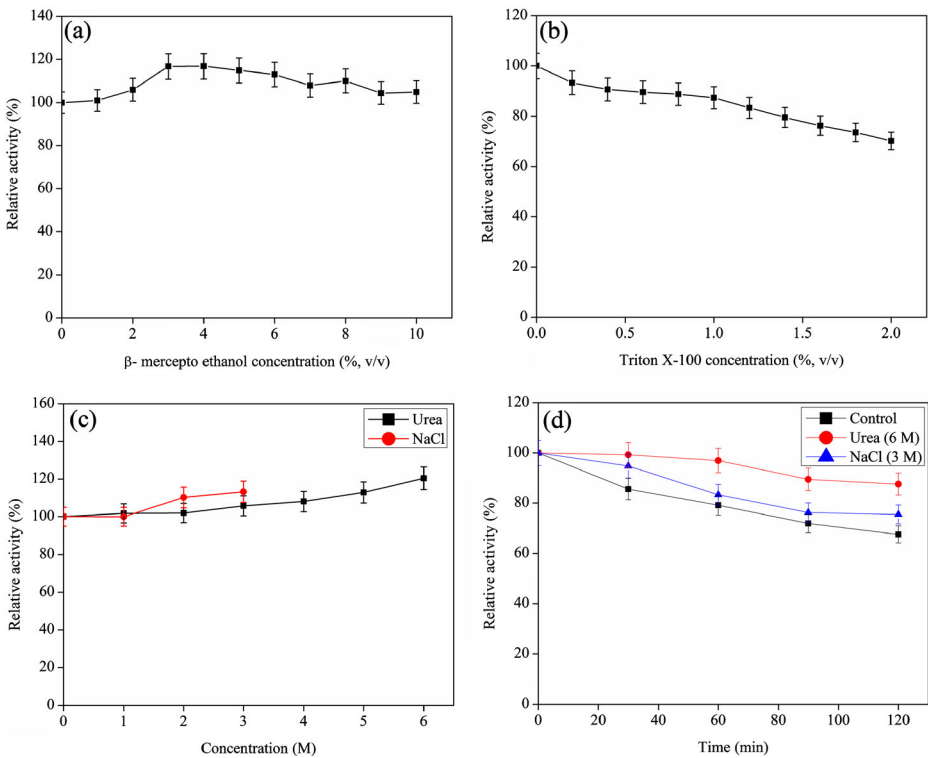 (a)
140
120
100
80
60
40
20
0
0 2 4 6 8 10
Relative activity (%)
β- mercepto ethanol concentration (%, v/v)
(b)
120
100
80
60
40
20
0
0.0 0.5 1.0 1.5 2.0
Relative activity (%)
Triton X-100 concentration (%, v/v)
(c)
Urea
NaCl
160
140
120
100
80
60
40
20
0
0 1 2 3 4 5 6
Relative activity (%)
Concentration (M)
(d)
Control
Urea (6 M)
NaCl (3 M)
120
100
80
60
40
20
0
0 20 40 60 80 100 120
Relative activity (%)
Time (min)